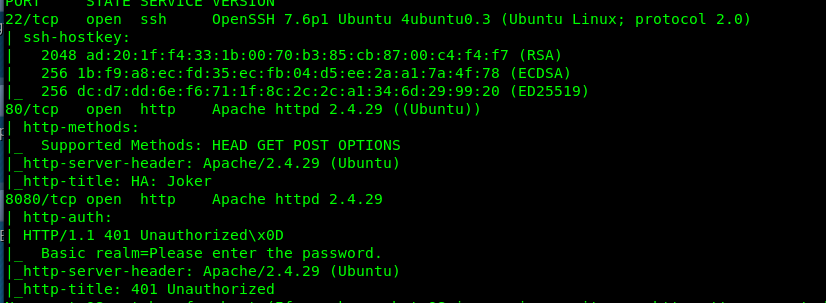 PORT     STATE SERVICE VERSION
22/tcp   open  ssh     OpenSSH 7.6p1 Ubuntu 4ubuntu0.3 (Ubuntu Linux; protocol 2.0)
| ssh-hostkey:
|   2048 ad:20:1f:f4:33:1b:00:70:b3:85:cb:87:00:c4:f4:f7 (RSA)
|   256 1b:f9:a8:ec:fd:35:ec:fb:04:d5:ee:2a:a1:7a:4f:78 (ECDSA)
|_  256 dc:d7:dd:6e:f6:71:1f:8c:2c:2c:a1:34:6d:29:99:20 (ED25519)
80/tcp   open  http    Apache httpd 2.4.29 ((Ubuntu))
| http-methods:
|_  Supported Methods: HEAD GET POST OPTIONS
|_http-server-header: Apache/2.4.29 (Ubuntu)
|_http-title: HA: Joker
8080/tcp open  http    Apache httpd 2.4.29
| http-auth:
| HTTP/1.1 401 Unauthorized\x0D
|_  Basic realm=Please enter the password.
|_http-server-header: Apache/2.4.29 (Ubuntu)
|_http-title: 401 Unauthorized